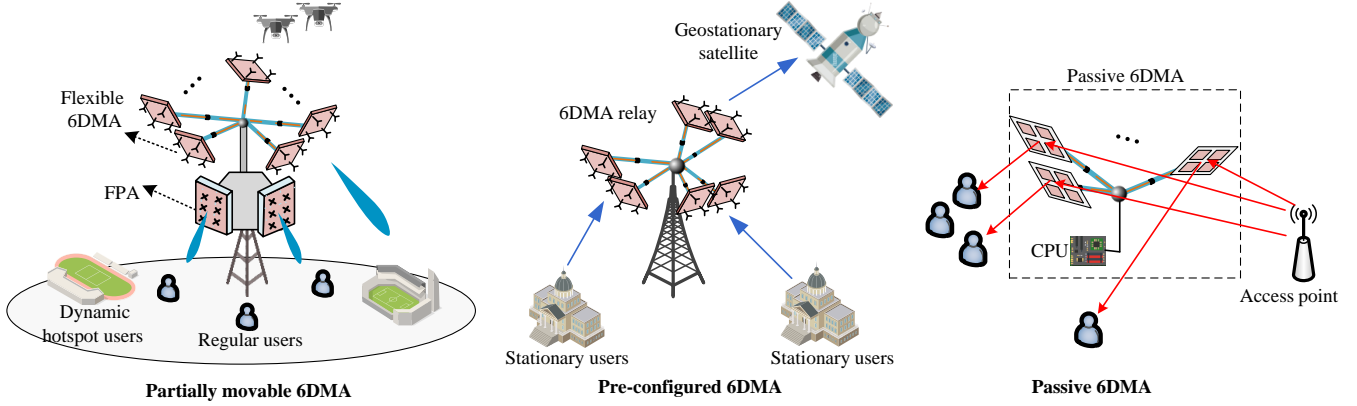 Flexible
6DMA
FPA
Dynamic
hotspot users
Regular users
Partially movable 6DMA
Geostationary
satellite
6DMA relay
Stationary users
Stationary users
Pre-configured 6DMA
Passive 6DMA
CPU
Access point
Passive 6DMA